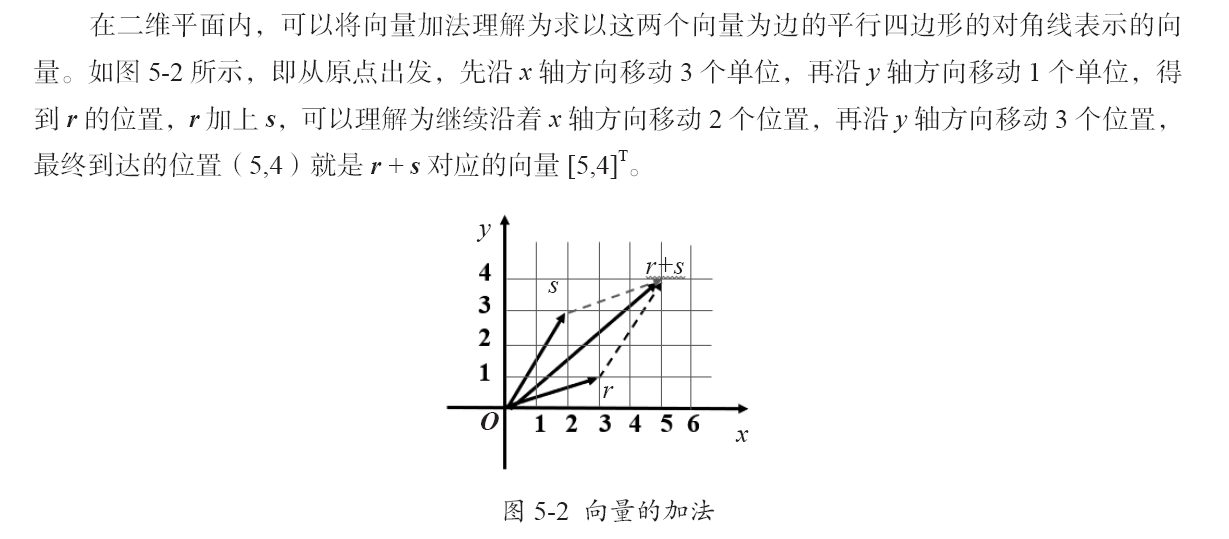 在二维平面内，可以将向量加法理解为求以这两个向量为边的平行四边形的对角线表示的向
量。如图 5-2 所示，即从原点出发，先沿 x 轴方向移动 3 个单位，再沿 y 轴方向移动 1 个单位，得
到 r 的位置，r 加上 s，可以理解为继续沿着 x 轴方向移动 2 个位置，再沿 y 轴方向移动 3 个位置，
最终到达的位置（5,4）就是 r + s 对应的向量 [5,4]ᵀ。
y
4
r+s
s
3
2
1
r
O 1 2 3 4 5 6
x
图 5-2 向量的加法